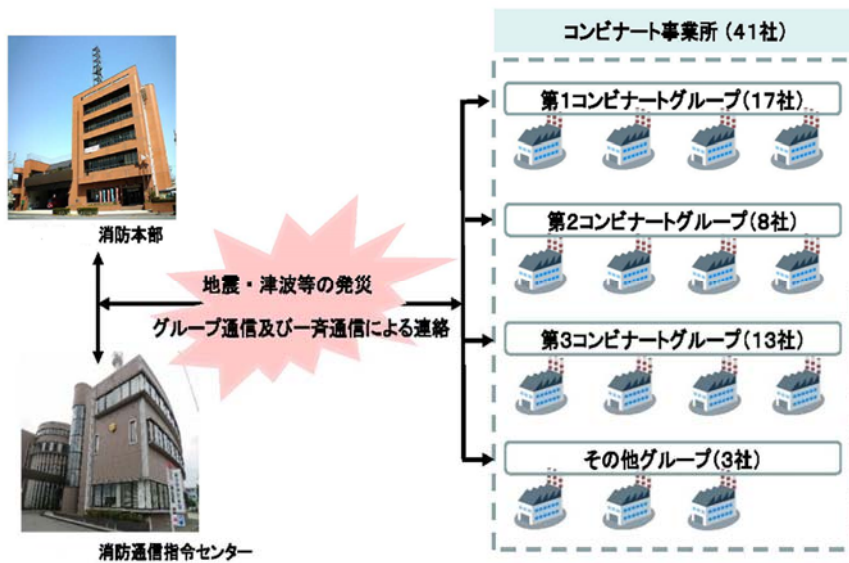 コンビナート事業所（41社）
第1コンビナートグループ（17社）
第2コンビナートグループ（8社）
第3コンビナートグループ（13社）
その他グループ（3社）
消防本部
地震・津波等の発災
グループ通信及び一斉通信による連絡
消防通信指令センター